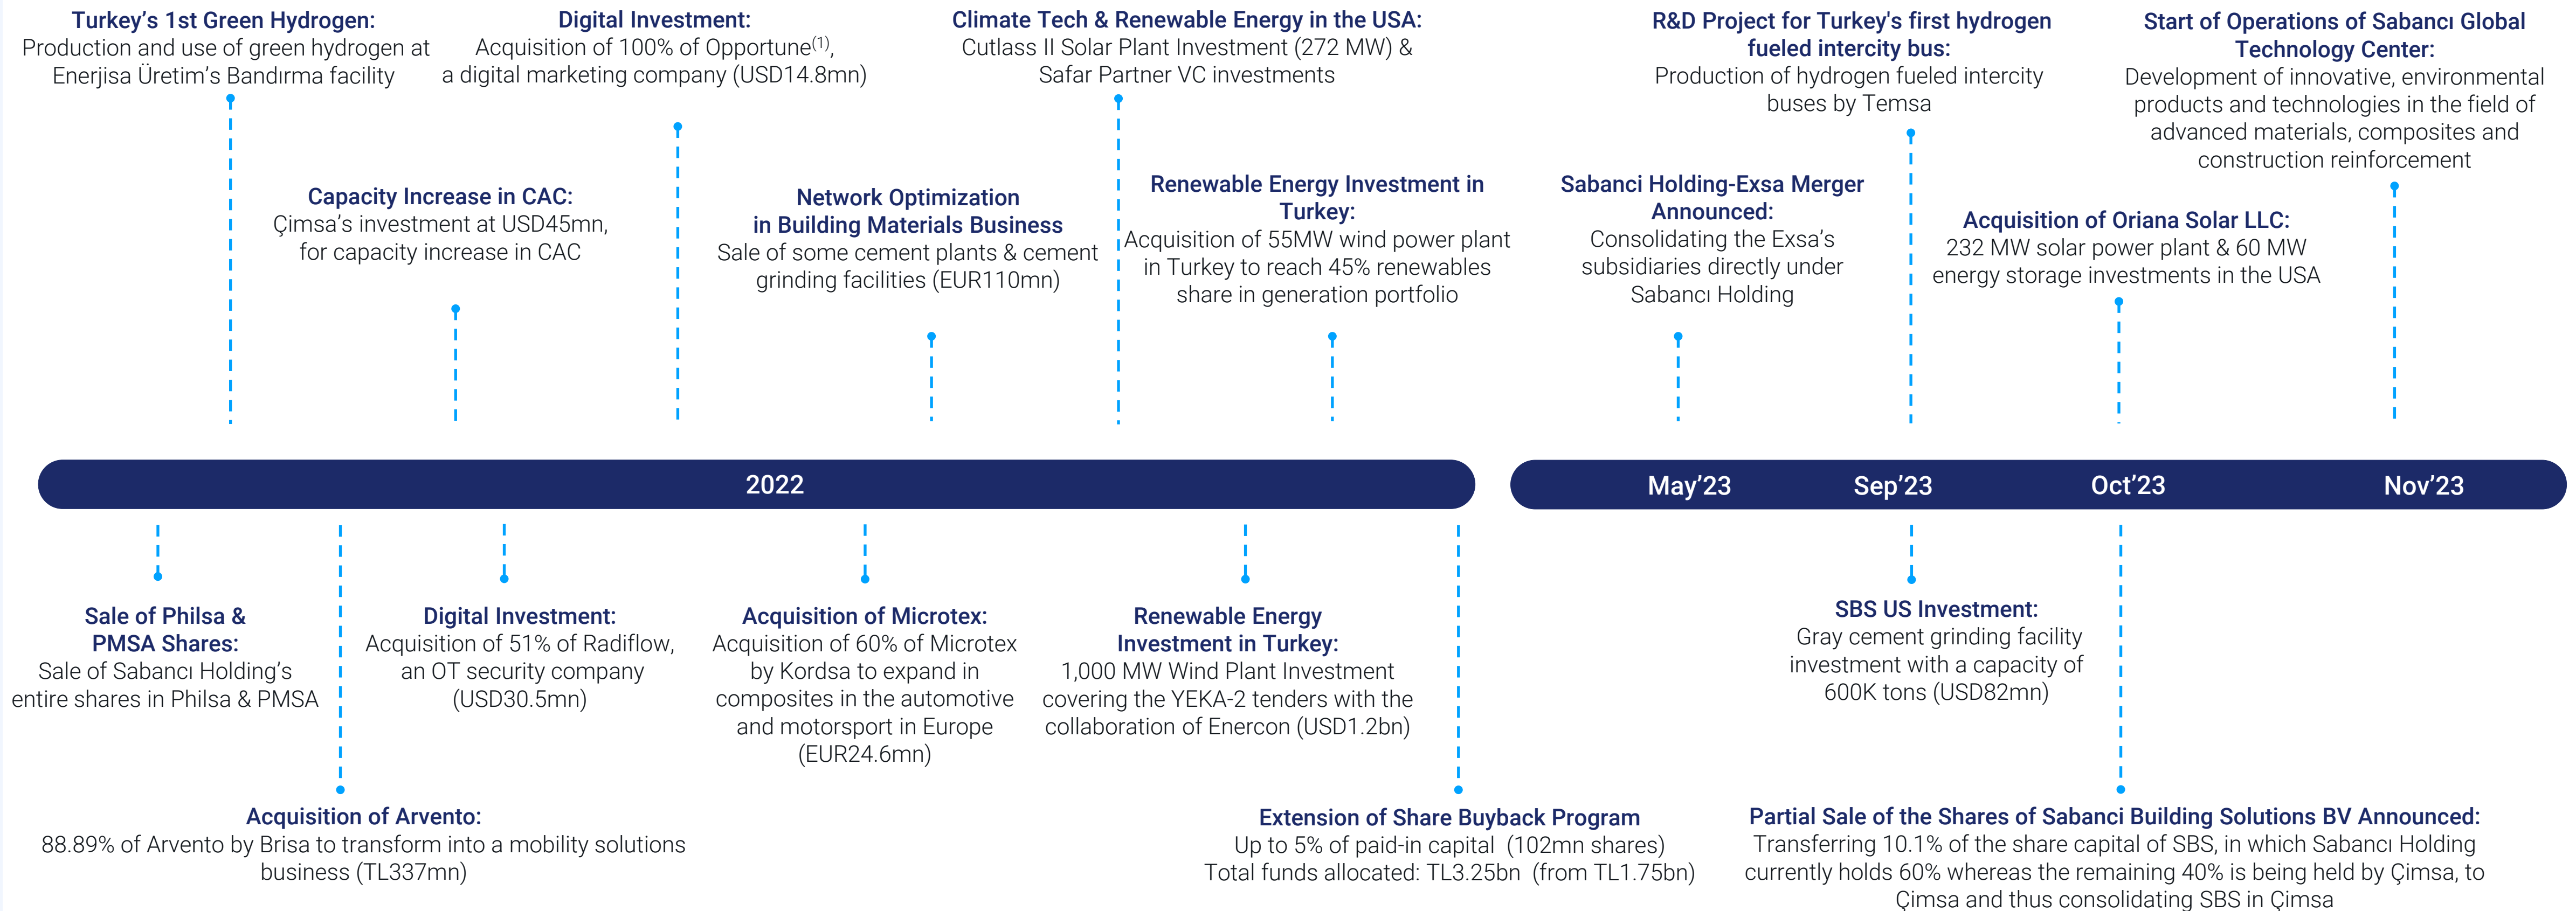 Turkey's 1st Green Hydrogen:
Production and use of green hydrogen at
Enerjisa Üretim's Bandırma facility
Digital Investment:
Acquisition of 100% of Opportune(1),
a digital marketing company (USD14.8mn)
Climate Tech & Renewable Energy in the USA:
Cutlass II Solar Plant Investment (272 MW) &
Safar Partner VC investments
R&D Project for Turkey's first hydrogen
fueled intercity bus:
Production of hydrogen fueled intercity
buses by Temsa
Start of Operations of Sabancı Global
Technology Center:
Development of innovative, environmental
products and technologies in the field of
advanced materials, composites and
construction reinforcement
Capacity Increase in CAC:
Çimsa's investment at USD45mn,
for capacity increase in CAC
Network Optimization
in Building Materials Business
Sale of some cement plants & cement
grinding facilities (EUR110mn)
Renewable Energy Investment in
Turkey:
Acquisition of 55MW wind power plant
in Turkey to reach 45% renewables
share in generation portfolio
Sabanci Holding-Exsa Merger
Announced:
Consolidating the Exsa's
subsidiaries directly under
Sabancı Holding
Acquisition of Oriana Solar LLC:
232 MW solar power plant & 60 MW
energy storage investments in the USA
2022
May'23
Sep'23
Oct'23
Nov'23
Sale of Philsa &
PMSA Shares:
Sale of Sabancı Holding's
entire shares in Philsa & PMSA
Digital Investment:
Acquisition of 51% of Radiflow,
an OT security company
(USD30.5mn)
Acquisition of Microtex:
Acquisition of 60% of Microtex
by Kordsa to expand in
composites in the automotive
and motorsport in Europe
(EUR24.6mn)
Renewable Energy
Investment in Turkey:
1,000 MW Wind Plant Investment
covering the YEKA-2 tenders with the
collaboration of Enercon (USD1.2bn)
SBS US Investment:
Gray cement grinding facility
investment with a capacity of
600K tons (USD82mn)
Acquisition of Arvento:
88.89% of Arvento by Brisa to transform into a mobility solutions
business (TL337mn)
Extension of Share Buyback Program
Up to 5% of paid-in capital (102mn shares)
Total funds allocated: TL3.25bn (from TL1.75bn)
Partial Sale of the Shares of Sabanci Building Solutions BV Announced:
Transferring 10.1% of the share capital of SBS, in which Sabancı Holding
currently holds 60% whereas the remaining 40% is being held by Çimsa, to
Çimsa and thus consolidating SBS in Çimsa